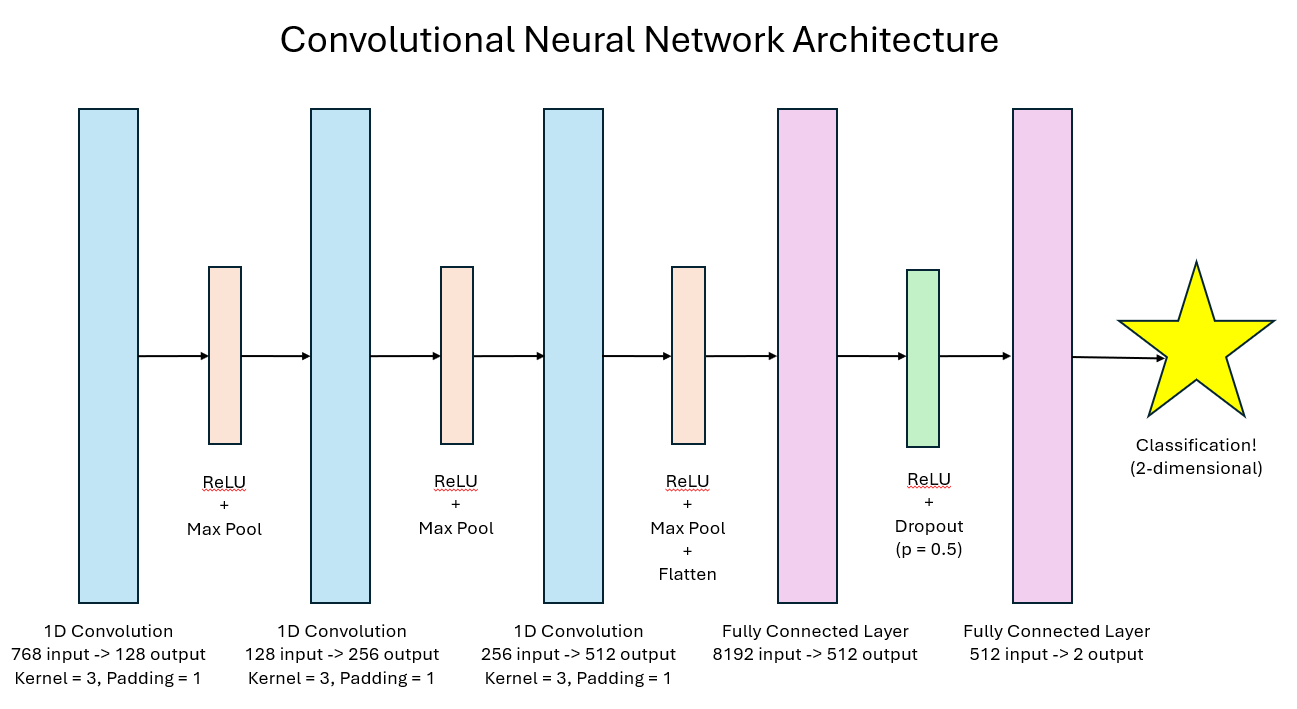 Convolutional Neural Network Architecture
ReLU
+
Max Pool
ReLU
+
Max Pool
ReLU
+
Max Pool
+
Flatten
ReLU
+
Dropout
(p = 0.5)
Classification!
(2-dimensional)
1D Convolution
768 input -> 128 output
Kernel = 3, Padding = 1
1D Convolution
128 input -> 256 output
Kernel = 3, Padding = 1
1D Convolution
256 input -> 512 output
Kernel = 3, Padding = 1
Fully Connected Layer
8192 input -> 512 output
Fully Connected Layer
512 input -> 2 output